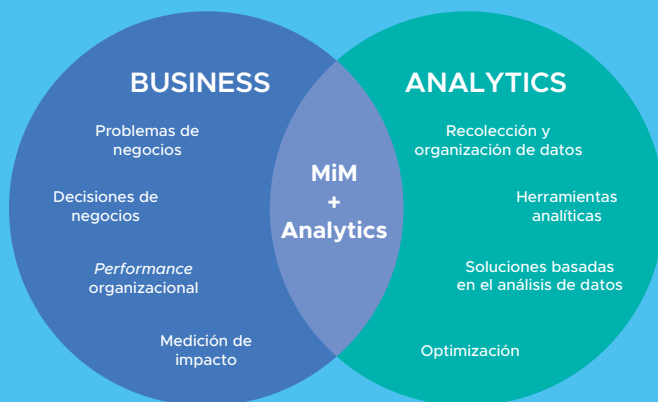 BUSINESS
Problemas de
negocios
Decisiones de
negocios
Performance
organizacional
Medición de
impacto
MiM
+
Analytics
ANALYTICS
Recolección y
organización de datos
Herramientas
analíticas
Soluciones basadas
en el análisis de datos
Optimización